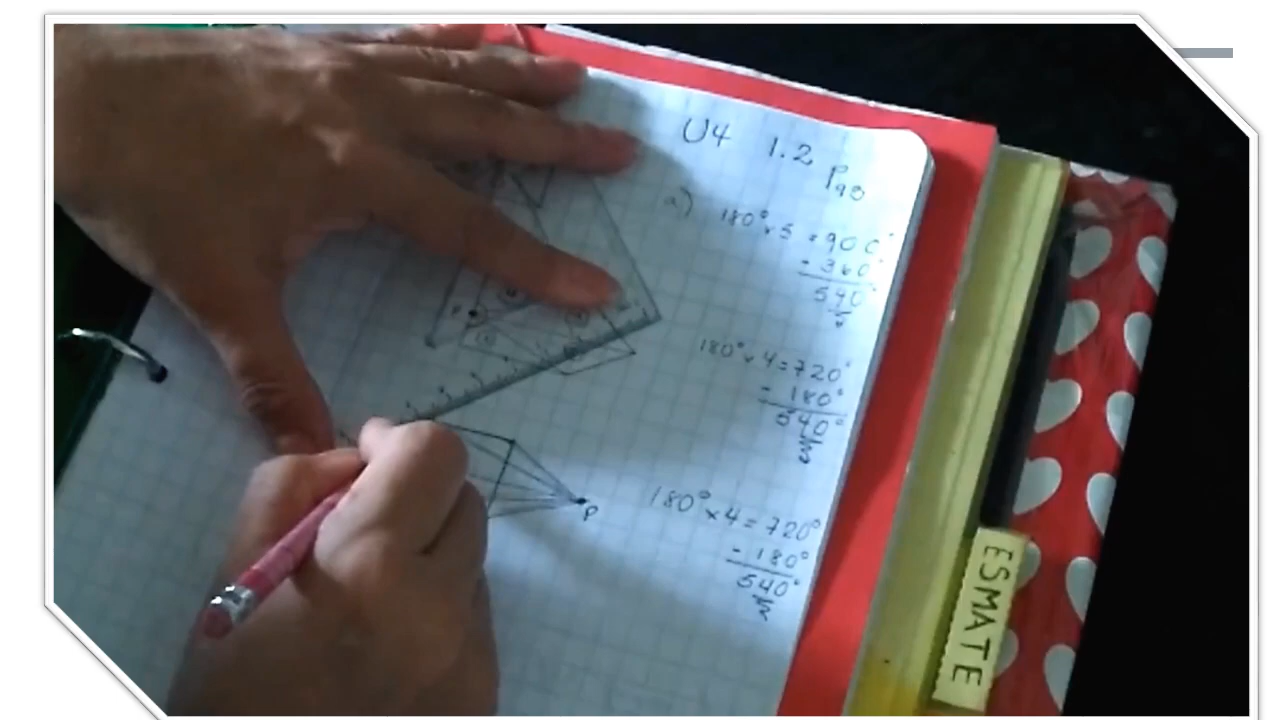 U4 1.2
P90
a) 180° x 5 = 900°
- 360°
540°
180° x 4 = 720°
- 180°
540°
P
180° x 4 = 720°
- 180°
540°
ESMATE